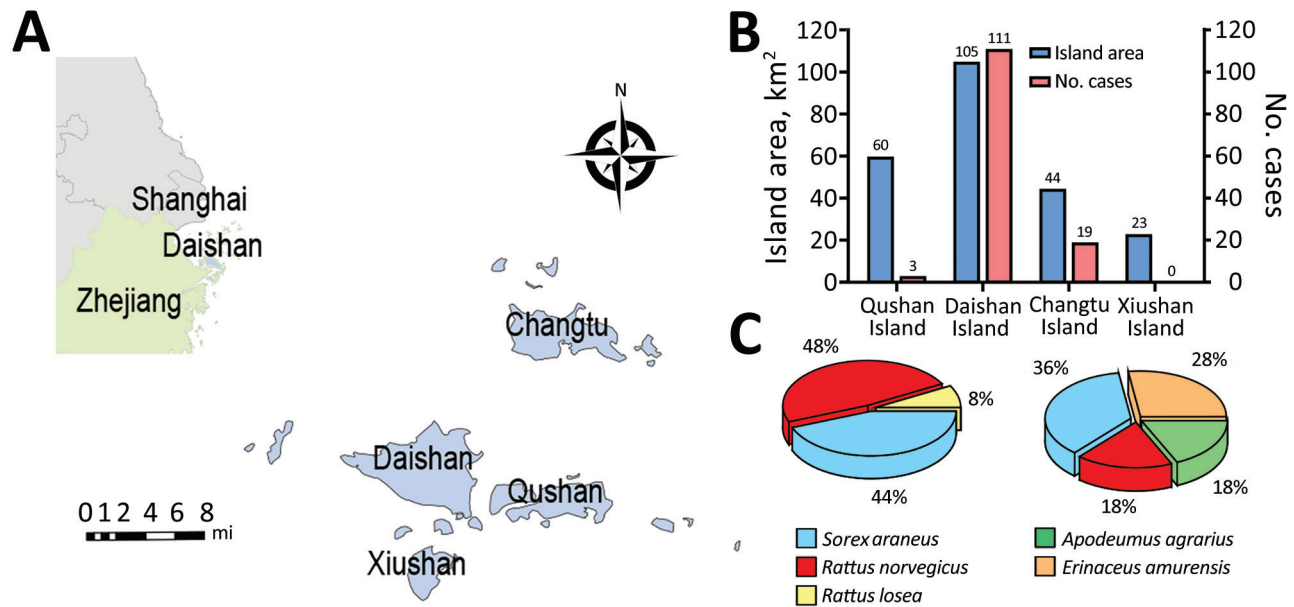 A
N
Shanghai
Daishan
Zhejiang
Changtu
Daishan
Qushan
Xiushan
0 1 2 4 6 8
mi
B
Island area, km²
120
100
80
60
40
20
0
60
3
105
111
44
19
23
0
Island area
No. cases
120
100
80
60
40
20
0
No. cases
Qushan
Island
Daishan
Island
Changtu
Island
Xiushan
Island
C
48%
8%
44%
36%
28%
18%
18%
Sorex araneus
Rattus norvegicus
Rattus losea
Apodeumus agrarius
Erinaceus amurensis